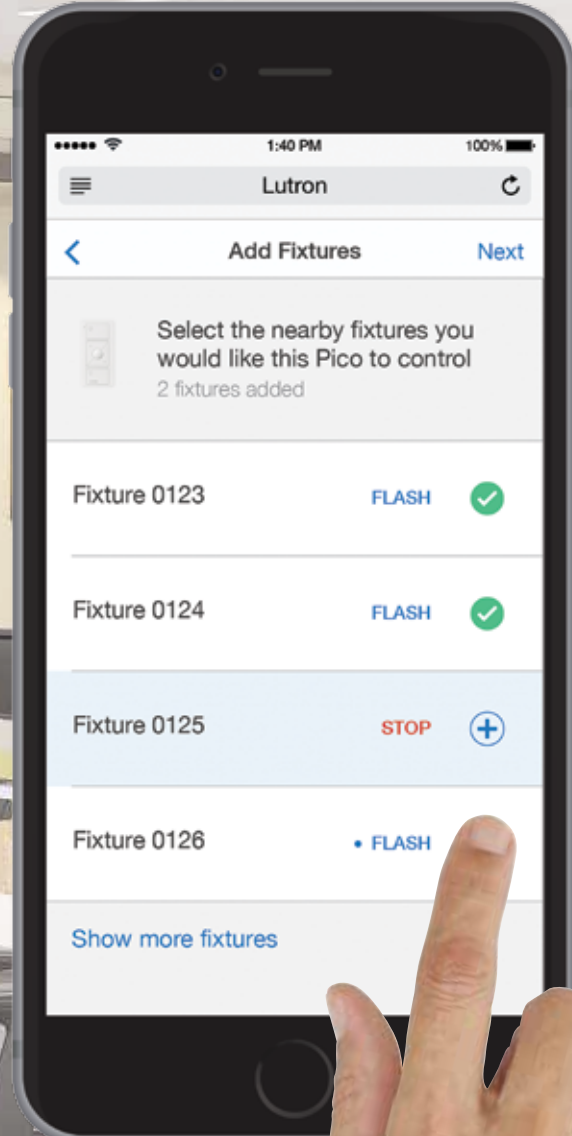 1:40 PM
100%
Lutron
Add Fixtures
Next
Select the nearby fixtures you
would like this Pico to control
2 fixtures added
Fixture 0123
FLASH
Fixture 0124
FLASH
Fixture 0125
STOP
Fixture 0126
• FLASH
Show more fixtures